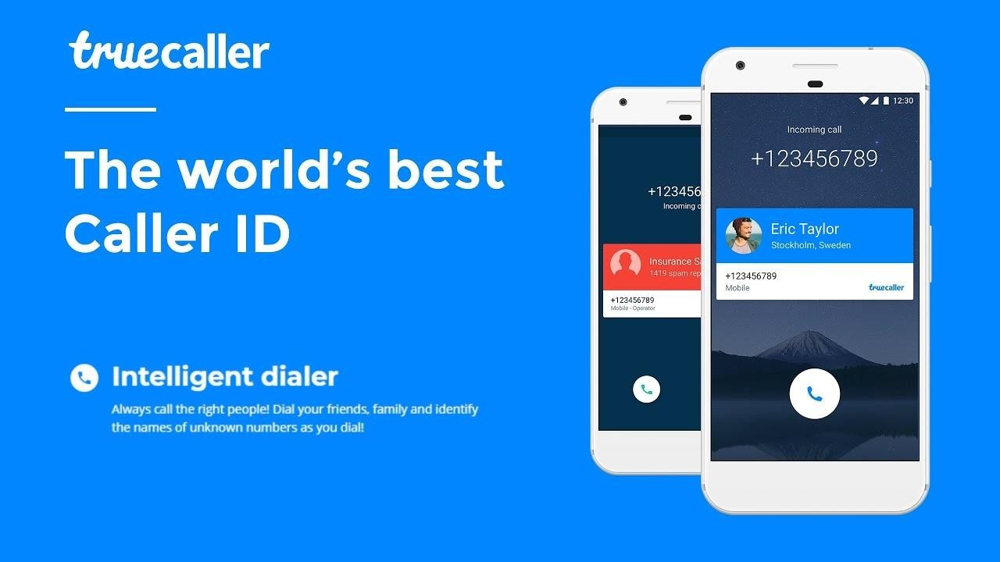 truecaller
The world's best
Caller ID
Intelligent dialer
Always call the right people! Dial your friends, family and identify
the names of unknown numbers as you dial!
+123456
Incoming c
Insurance Sa
1419 spam rep
+123456789
Mobile - Operator
12:30
Incoming call
+123456789
Eric Taylor
Stockholm, Sweden
+123456789
Mobile
truecaller